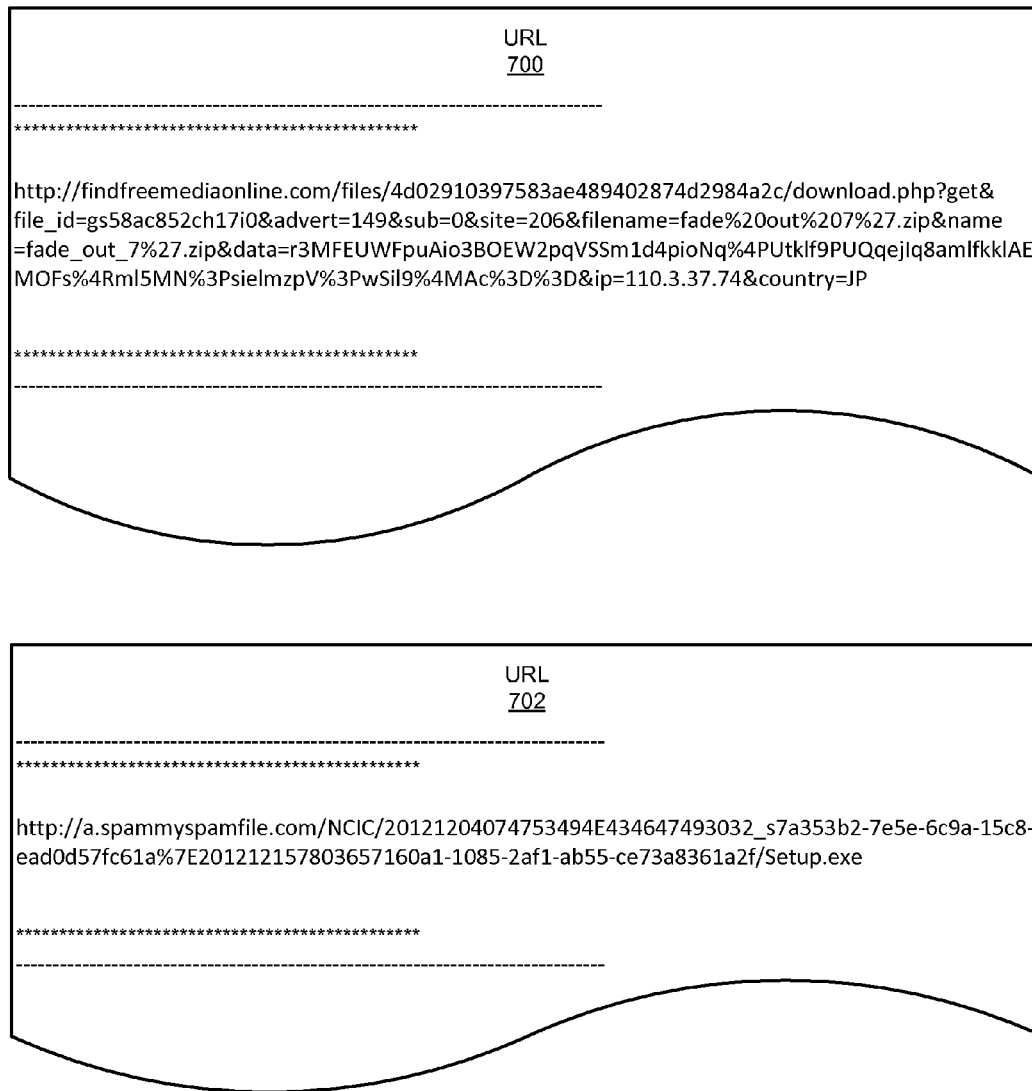 URL
700
--------------------------------------------------------------------------------
***********************************************
http://findfreemediaonline.com/files/4d02910397583ae489402874d2984a2c/download.php?get&
file_id=gs58ac852ch17i0&advert=149&sub=0&site=206&filename=fade%20out%207%27.zip&name
=fade_out_7%27.zip&data=r3MFEUWFpuAio3BOEW2pqVSSm1d4pioNq%4PUtklf9PUQqejIq8amIfkklAE
MOFs%4Rml5MN%3PsielmzpV%3PwSil9%4MAc%3D%3D&ip=110.3.37.74&country=JP
***********************************************
--------------------------------------------------------------------------------
URL
702
--------------------------------------------------------------------------------
***********************************************
http://a.spammyspamfile.com/NCIC/20121204074753494E434647493032_s7a353b2-7e5e-6c9a-15c8-
ead0d57fc61a%7E201212157803657160a1-1085-2af1-ab55-ce73a8361a2f/Setup.exe
***********************************************
--------------------------------------------------------------------------------